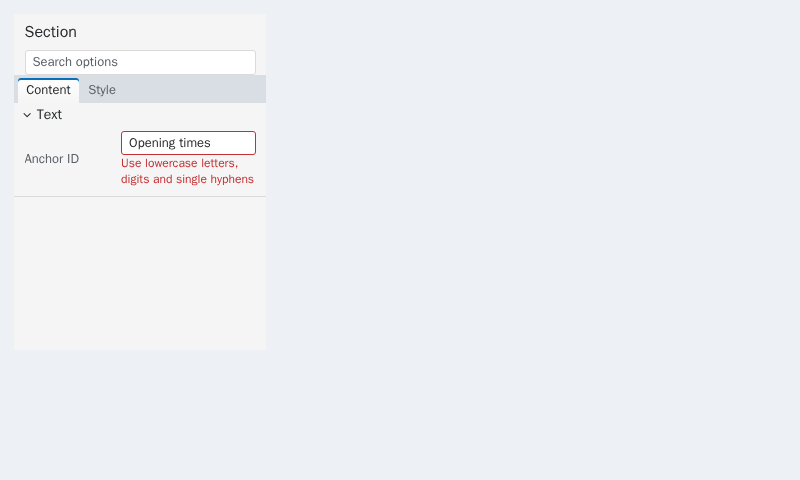 Section
Search options
Content Style
Text
Opening times
Anchor ID
Use lowercase letters,
digits and single hyphens